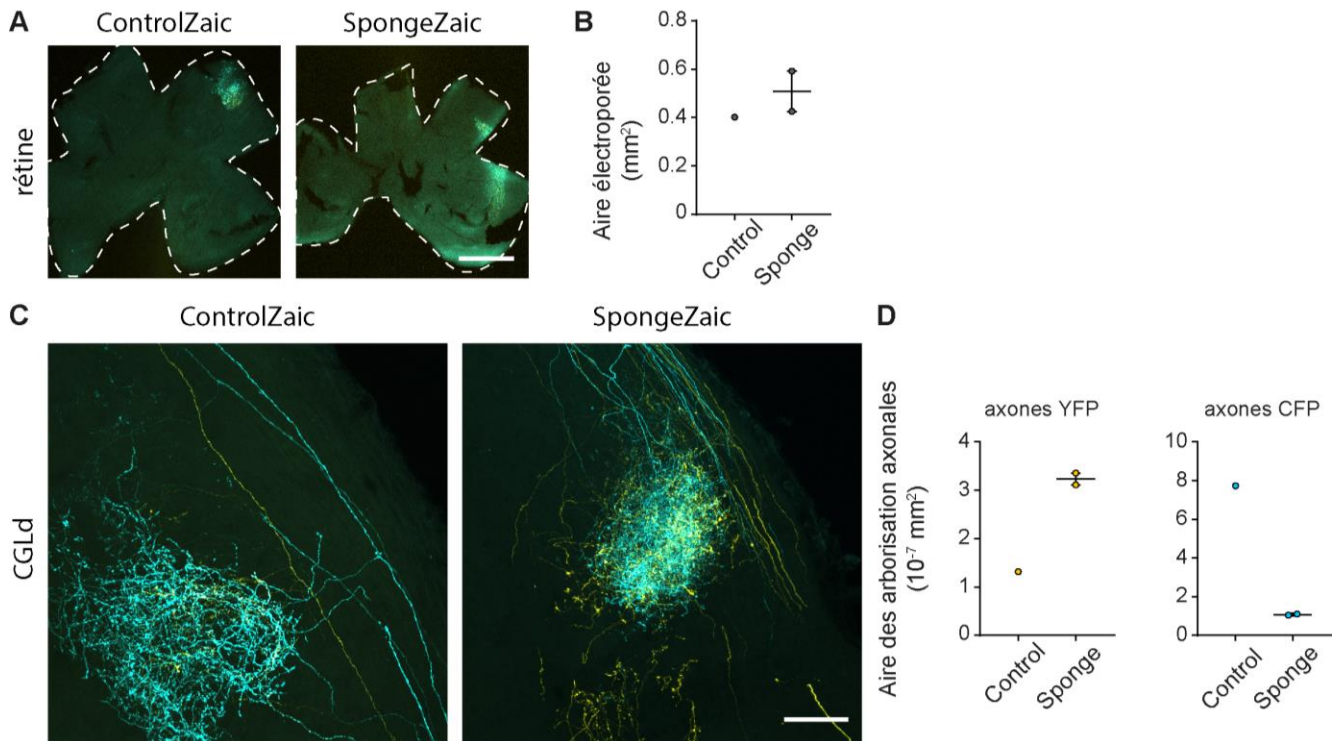 A
ControlZaic
SpongeZaic
rétine
B
Aire électroporée
(mm²)
0.8
0.6
0.4
0.2
0
Control
Sponge
C
ControlZaic
SpongeZaic
CGLd
D
Aire des arborisation axonales
(10⁻⁷ mm²)
axones YFP
4
3
2
1
0
Control
Sponge
axones CFP
10
8
6
4
2
0
Control
Sponge